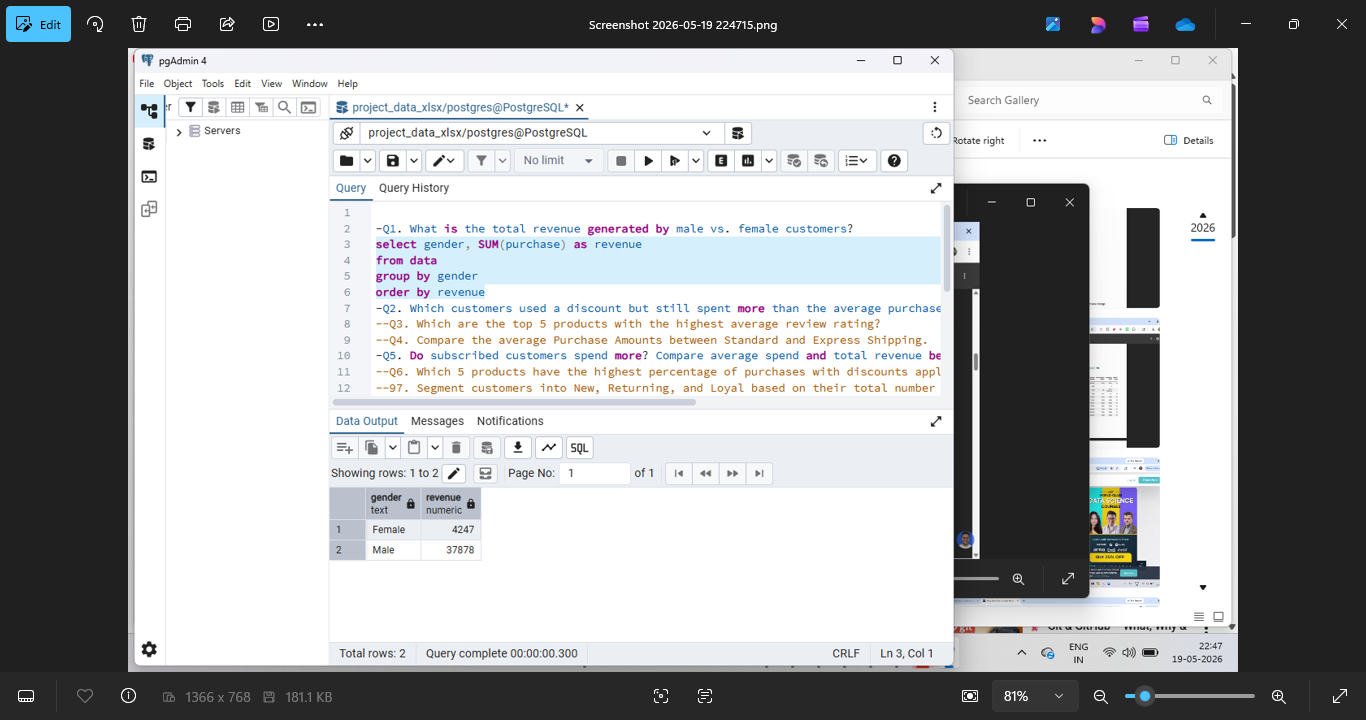 Edit
Screenshot 2026-05-19 224715.png
pgAdmin 4
File Object Tools Edit View Window Help
project_data_xlsx/postgres@PostgreSQL*
Servers
project_data_xlsx/postgres@PostgreSQL
No limit
E
Query Query History
1
2 -Q1. What is the total revenue generated by male vs. female customers?
3 select gender, SUM(purchase) as revenue
4 from data
5 group by gender
6 order by revenue
7 -Q2. Which customers used a discount but still spent more than the average purchase
8 --Q3. Which are the top 5 products with the highest average review rating?
9 --Q4. Compare the average Purchase Amounts between Standard and Express Shipping.
10 -Q5. Do subscribed customers spend more? Compare average spend and total revenue be
11 --Q6. Which 5 products have the highest percentage of purchases with discounts appl
12 --97. Segment customers into New, Returning, and Loyal based on their total number
Data Output Messages Notifications
SQL
Showing rows: 1 to 2 Page No: 1 of 1
gender text revenue numeric
1 Female 4247
2 Male 37878
Total rows: 2 Query complete 00:00:00.300 CRLF Ln 3, Col 1
Search Gallery
Rotate right Details
2026
DATA SCIENCE
COURSES
ENG
IN
22:47
19-05-2026
1366 x 768 181.1 KB 81%